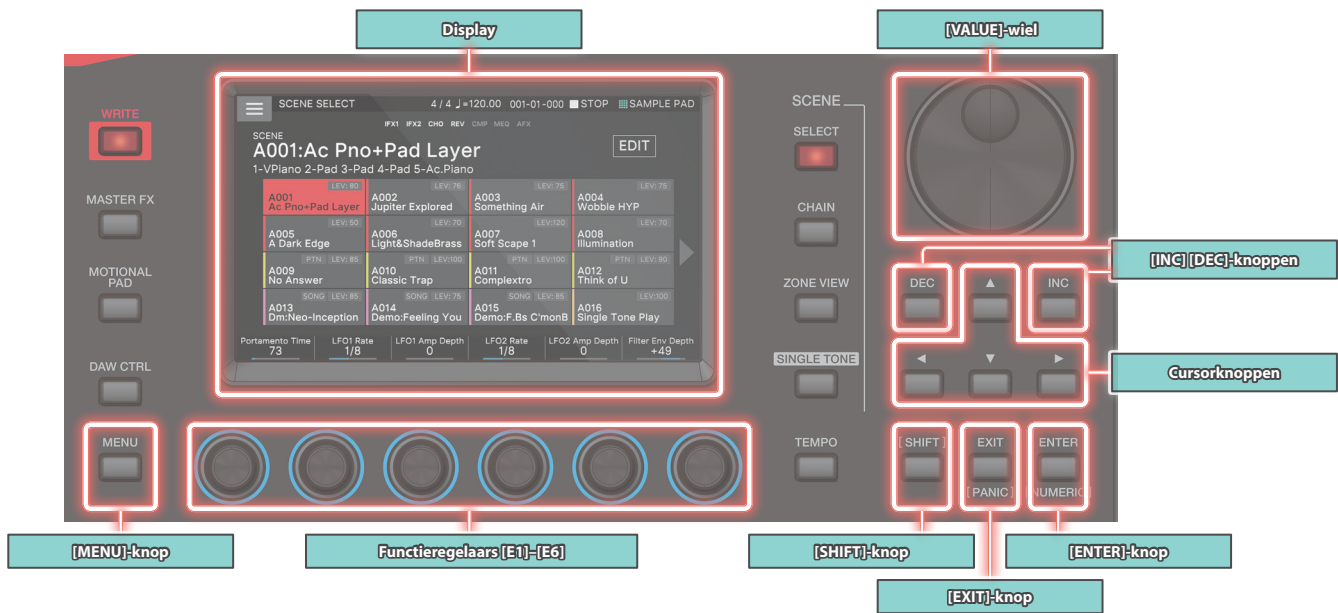 Display
[VALUE]-wiel
WRITE
MASTER FX
MOTIONAL
PAD
DAW CTRL
MENU
SCENE SELECT
4 / 4 ♩=120.00 001-01-000 STOP SAMPLE PAD
IFX1 IFX2 CHO REV CMP MEQ AFX
SCENE
A001:Ac Pno+Pad Layer
EDIT
1-VPiano 2-Pad 3-Pad 4-Pad 5-Ac.Piano
LEV: 80
A001
Ac Pno+Pad Layer
LEV: 76
A002
Jupiter Explored
LEV: 75
A003
Something Air
LEV: 75
A004
Wobble HYP
LEV: 50
A005
A Dark Edge
LEV: 70
A006
Light&ShadeBrass
LEV:120
A007
Soft Scape 1
LEV: 70
A008
Illumination
PTN LEV: 85
A009
No Answer
PTN LEV:100
A010
Classic Trap
PTN LEV:100
A011
Complextro
PTN LEV: 90
A012
Think of U
SONG LEV: 85
A013
Dm:Neo-Inception
SONG LEV: 75
A014
Demo:Feeling You
SONG LEV: 85
A015
Demo:F.Bs C'monB
LEV:100
A016
Single Tone Play
Portamento Time
73
LFO1 Rate
1/8
LFO1 Amp Depth
0
LFO2 Rate
1/8
LFO2 Amp Depth
0
Filter Env Depth
+49
SCENE
SELECT
CHAIN
ZONE VIEW
SINGLE TONE
TEMPO
DEC
▲
INC
◄
▼
►
[SHIFT]
EXIT
[PANIC]
ENTER
[NUMERIC]
[INC] [DEC]-knoppen
Cursorknoppen
[MENU]-knop
Functieregelaars [E1]–[E6]
[SHIFT]-knop
[ENTER]-knop
[EXIT]-knop